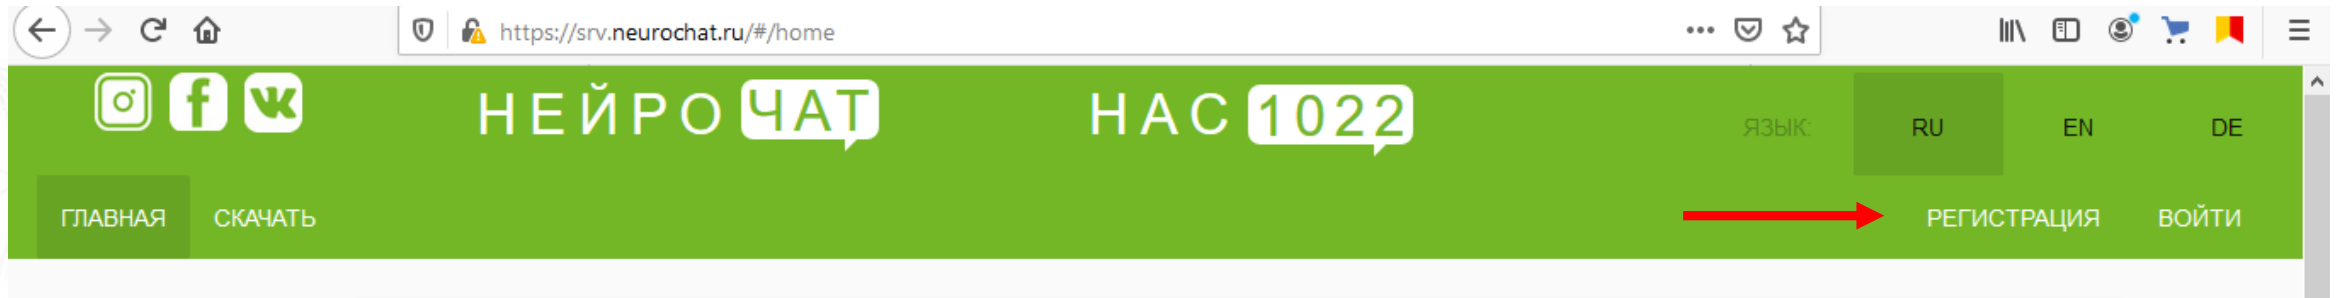 https://srv.neurochat.ru/#/home
НЕЙРО ЧАТ НАС 1022 ЯЗЫК: RU EN DE
ГЛАВНАЯ СКАЧАТЬ РЕГИСТРАЦИЯ ВОЙТИ